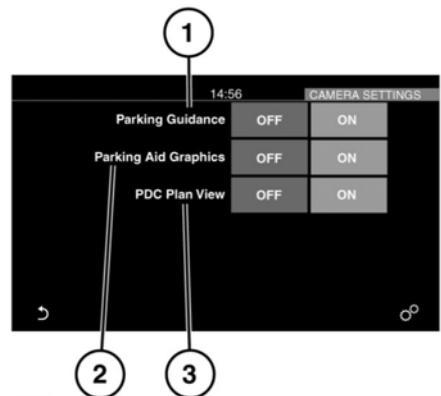 1
14:56 CAMERA SETTINGS
Parking Guidance OFF ON
Parking Aid Graphics OFF ON
PDC Plan View OFF ON
2 3